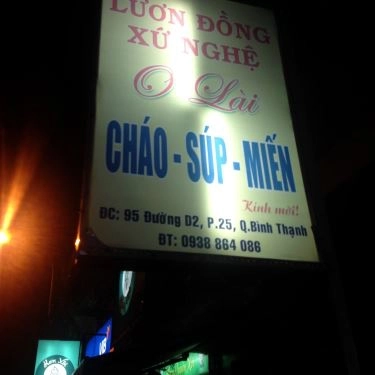 LƯƠN ĐỒNG
XỨ NGHỆ
O Lài
CHÁO - SÚP - MIẾN
Kính mời!
ĐC: 95 Đường D2, P.25, Q.Bình Thạnh
ĐT: 0938 864 086